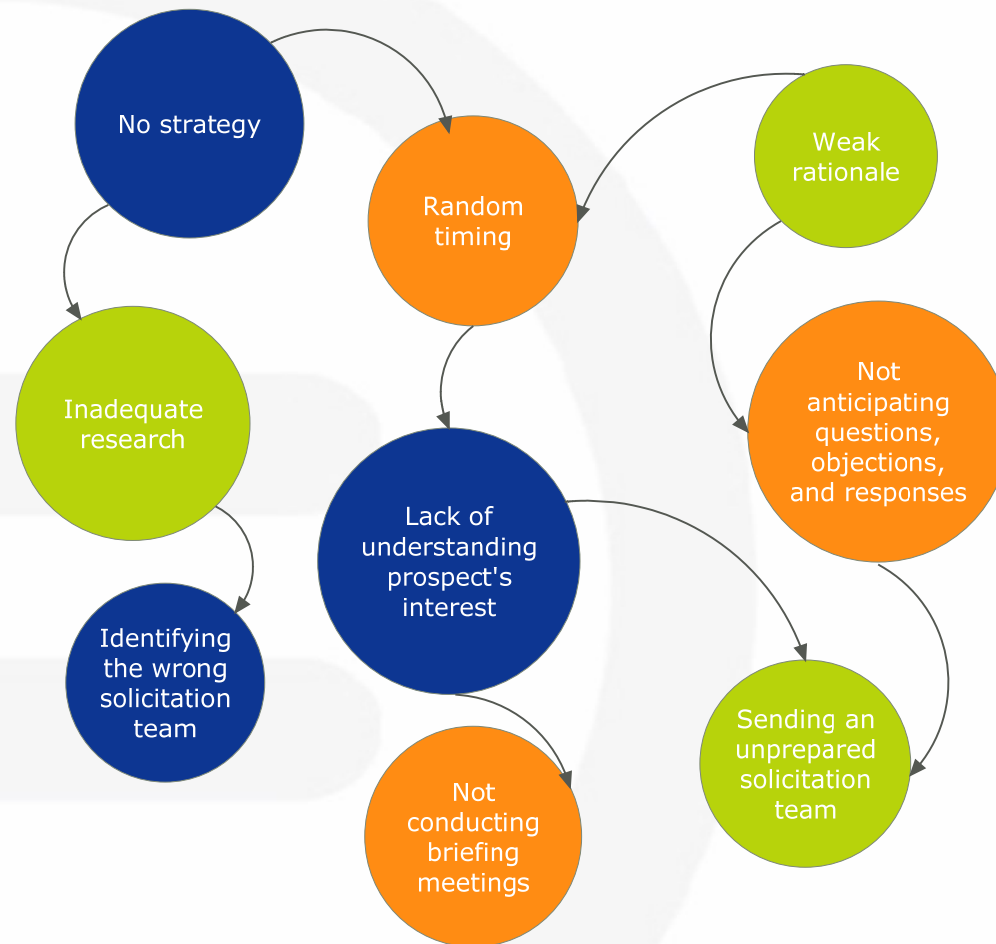 No strategy
Random
timing
Weak
rationale
Inadequate
research
Not
anticipating
questions,
objections,
and responses
Lack of
understanding
prospect's
interest
Identifying
the wrong
solicitation
team
Sending an
unprepared
solicitation
team
Not
conducting
briefing
meetings